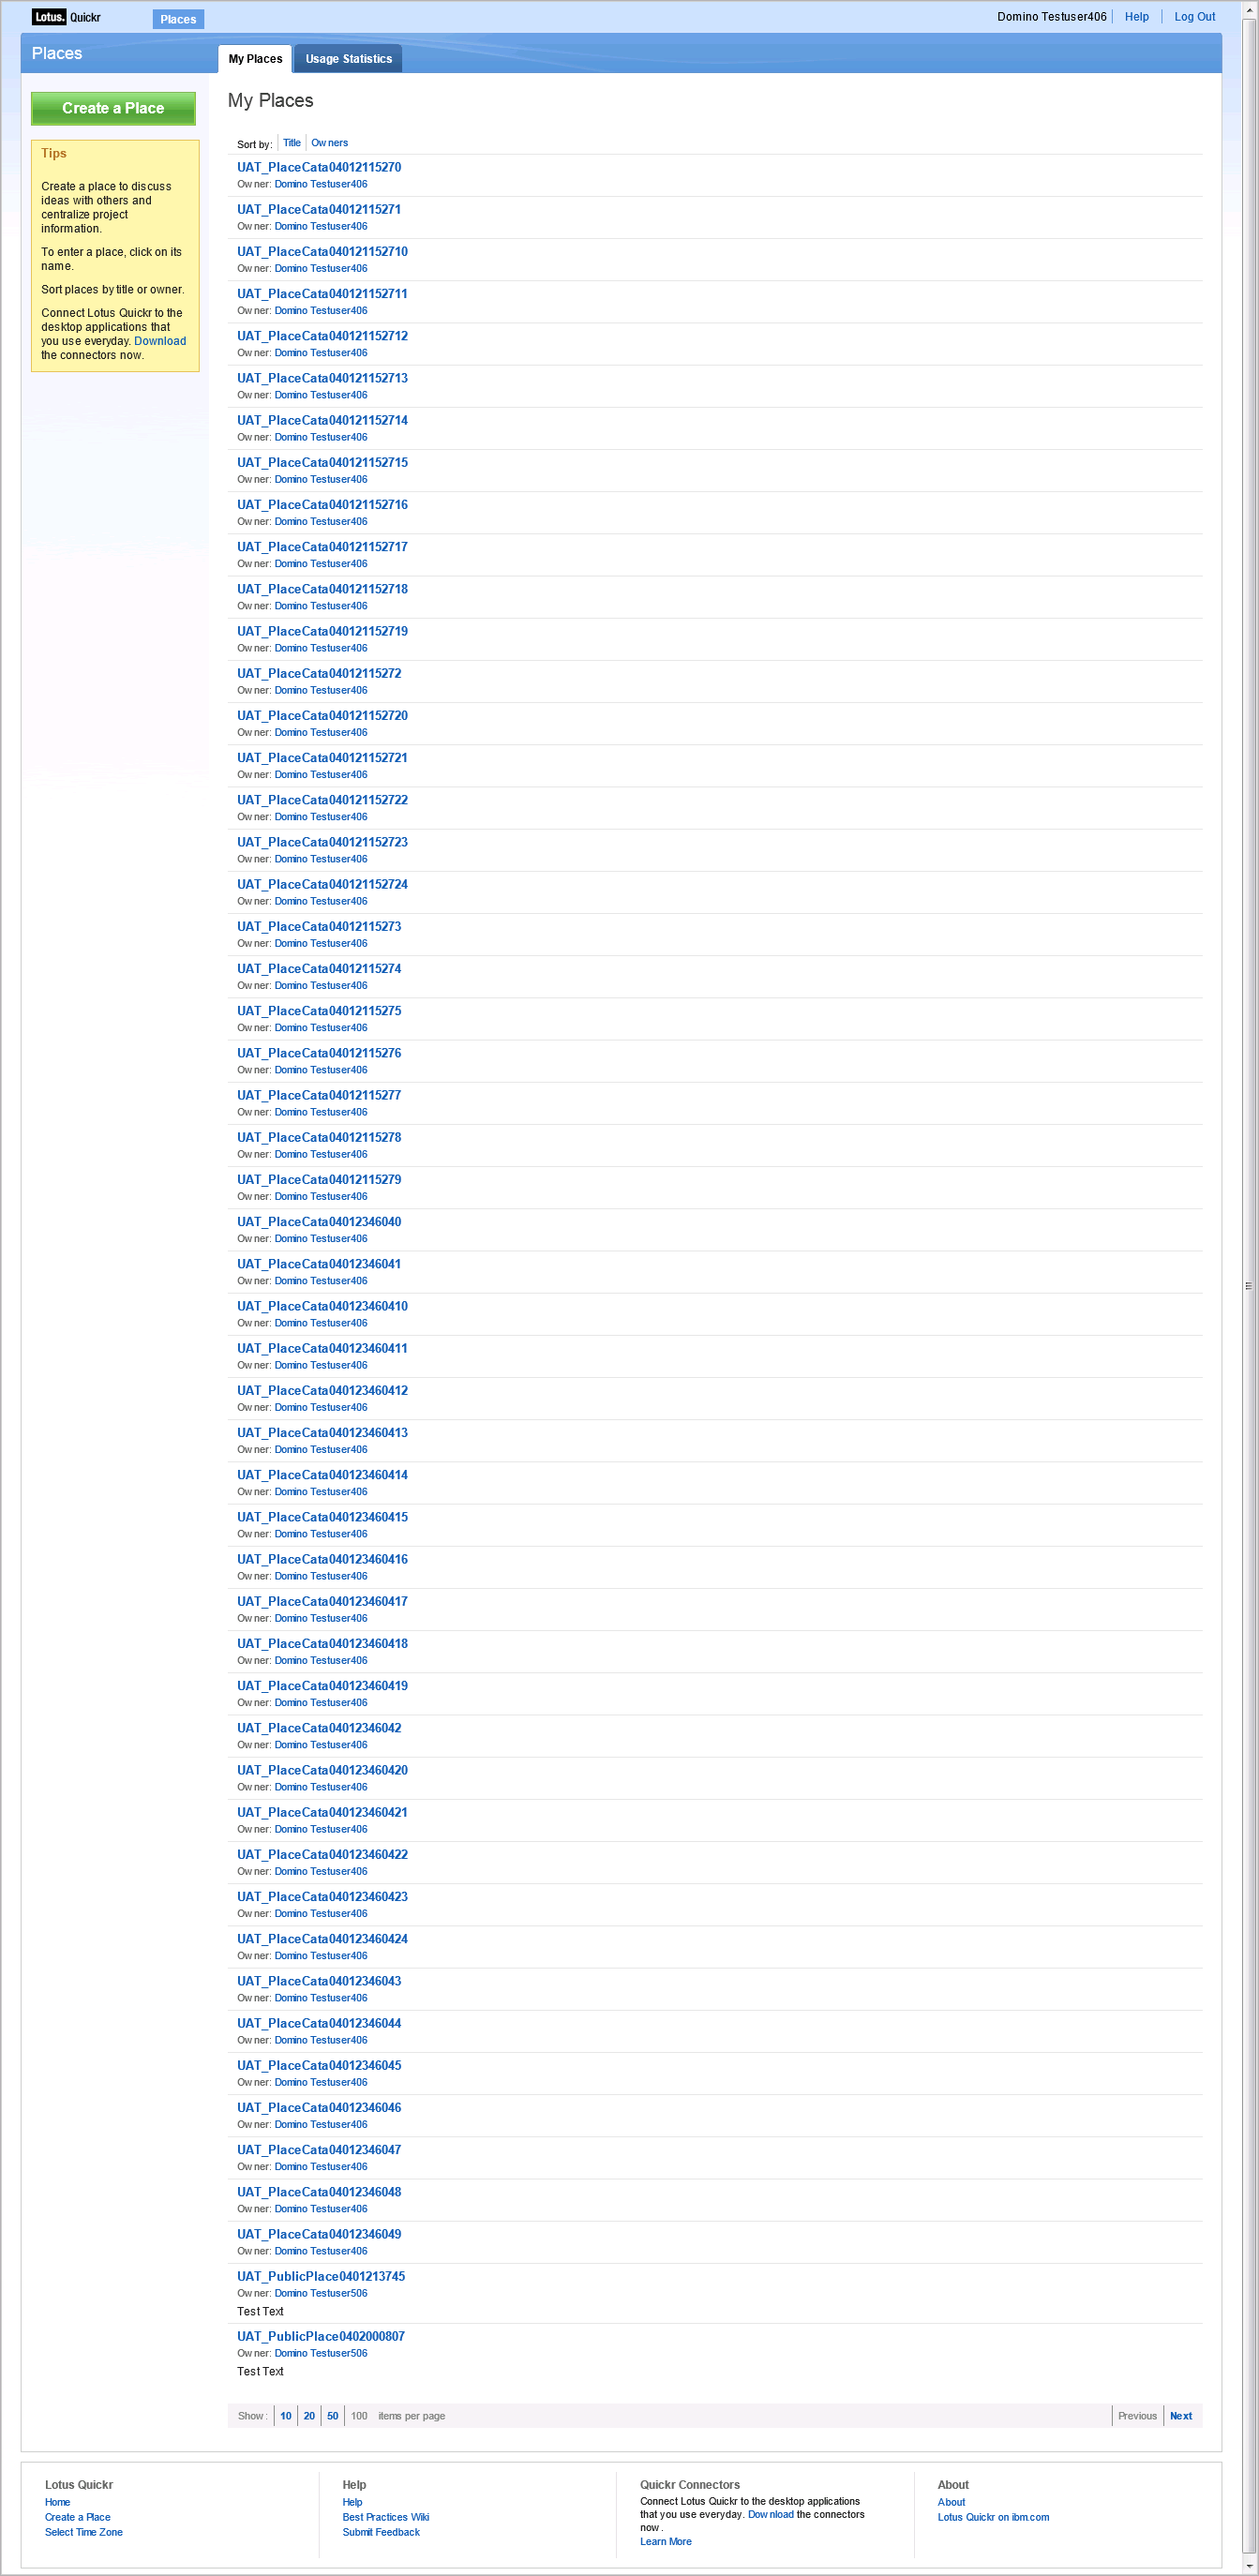 Lotus. Quickr
Places
Domino Testuser406 Help Log Out
Places
My Places
Usage Statistics
Create a Place
Tips
Create a place to discuss
ideas with others and
centralize project
information.
To enter a place, click on its
name.
Sort places by title or owner.
Connect Lotus Quickr to the
desktop applications that
you use everyday. Download
the connectors now.
My Places
Sort by: Title Owners
UAT_PlaceCata04012115270
Owner: Domino Testuser406
UAT_PlaceCata04012115271
Owner: Domino Testuser406
UAT_PlaceCata040121152710
Owner: Domino Testuser406
UAT_PlaceCata040121152711
Owner: Domino Testuser406
UAT_PlaceCata040121152712
Owner: Domino Testuser406
UAT_PlaceCata040121152713
Owner: Domino Testuser406
UAT_PlaceCata040121152714
Owner: Domino Testuser406
UAT_PlaceCata040121152715
Owner: Domino Testuser406
UAT_PlaceCata040121152716
Owner: Domino Testuser406
UAT_PlaceCata040121152717
Owner: Domino Testuser406
UAT_PlaceCata040121152718
Owner: Domino Testuser406
UAT_PlaceCata040121152719
Owner: Domino Testuser406
UAT_PlaceCata04012115272
Owner: Domino Testuser406
UAT_PlaceCata040121152720
Owner: Domino Testuser406
UAT_PlaceCata040121152721
Owner: Domino Testuser406
UAT_PlaceCata040121152722
Owner: Domino Testuser406
UAT_PlaceCata040121152723
Owner: Domino Testuser406
UAT_PlaceCata040121152724
Owner: Domino Testuser406
UAT_PlaceCata04012115273
Owner: Domino Testuser406
UAT_PlaceCata04012115274
Owner: Domino Testuser406
UAT_PlaceCata04012115275
Owner: Domino Testuser406
UAT_PlaceCata04012115276
Owner: Domino Testuser406
UAT_PlaceCata04012115277
Owner: Domino Testuser406
UAT_PlaceCata04012115278
Owner: Domino Testuser406
UAT_PlaceCata04012115279
Owner: Domino Testuser406
UAT_PlaceCata04012346040
Owner: Domino Testuser406
UAT_PlaceCata04012346041
Owner: Domino Testuser406
UAT_PlaceCata040123460410
Owner: Domino Testuser406
UAT_PlaceCata040123460411
Owner: Domino Testuser406
UAT_PlaceCata040123460412
Owner: Domino Testuser406
UAT_PlaceCata040123460413
Owner: Domino Testuser406
UAT_PlaceCata040123460414
Owner: Domino Testuser406
UAT_PlaceCata040123460415
Owner: Domino Testuser406
UAT_PlaceCata040123460416
Owner: Domino Testuser406
UAT_PlaceCata040123460417
Owner: Domino Testuser406
UAT_PlaceCata040123460418
Owner: Domino Testuser406
UAT_PlaceCata040123460419
Owner: Domino Testuser406
UAT_PlaceCata04012346042
Owner: Domino Testuser406
UAT_PlaceCata040123460420
Owner: Domino Testuser406
UAT_PlaceCata040123460421
Owner: Domino Testuser406
UAT_PlaceCata040123460422
Owner: Domino Testuser406
UAT_PlaceCata040123460423
Owner: Domino Testuser406
UAT_PlaceCata040123460424
Owner: Domino Testuser406
UAT_PlaceCata04012346043
Owner: Domino Testuser406
UAT_PlaceCata04012346044
Owner: Domino Testuser406
UAT_PlaceCata04012346045
Owner: Domino Testuser406
UAT_PlaceCata04012346046
Owner: Domino Testuser406
UAT_PlaceCata04012346047
Owner: Domino Testuser406
UAT_PlaceCata04012346048
Owner: Domino Testuser406
UAT_PlaceCata04012346049
Owner: Domino Testuser406
UAT_PublicPlace0401213745
Owner: Domino Testuser506
Test Text
UAT_PublicPlace0402000807
Owner: Domino Testuser506
Test Text
Show: 10 20 50 100 items per page
Previous Next
Lotus Quickr
Home
Create a Place
Select Time Zone
Help
Help
Best Practices Wiki
Submit Feedback
Quickr Connectors
Connect Lotus Quickr to the desktop applications
that you use everyday. Download the connectors
now.
Learn More
About
About
Lotus Quickr on ibm.com